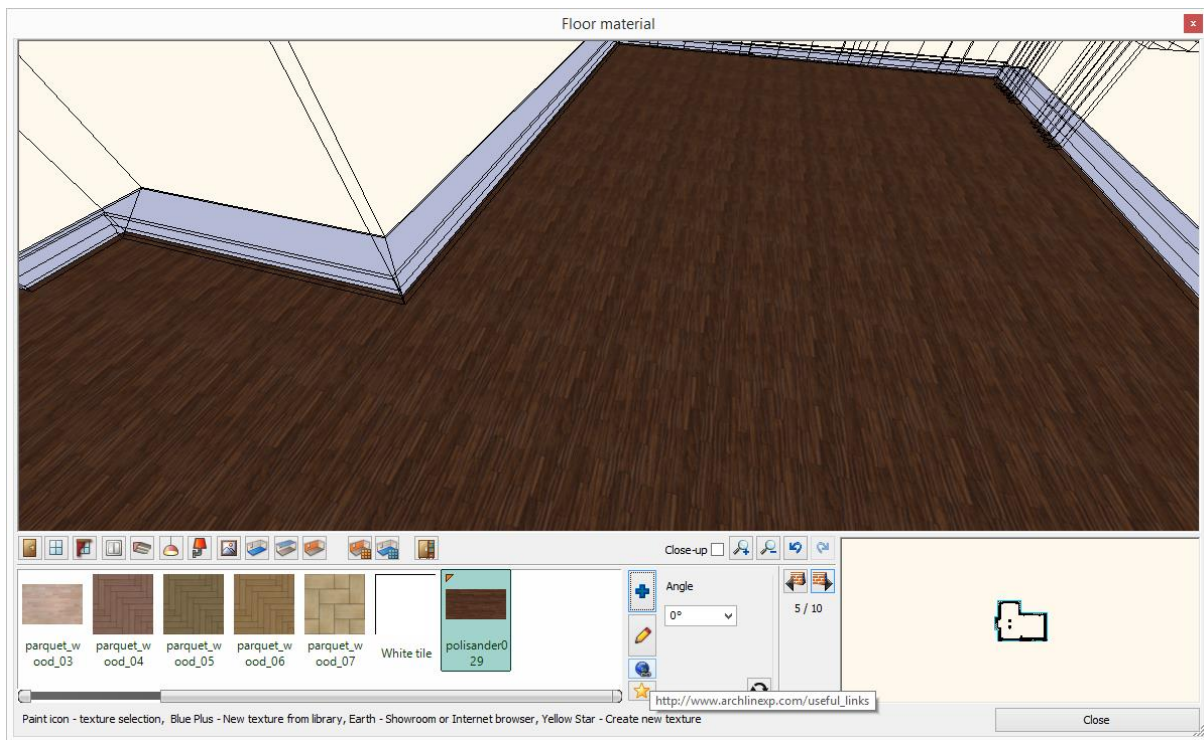 Floor material
x
Close-up
Angle
0°
5 / 10
parquet_w
ood_03
parquet_w
ood_04
parquet_w
ood_05
parquet_w
ood_06
parquet_w
ood_07
White tile
polisander0
29
http://www.archlinexp.com/useful_links
Paint icon - texture selection, Blue Plus - New texture from library, Earth - Showroom or Internet browser, Yellow Star - Create new texture
Close